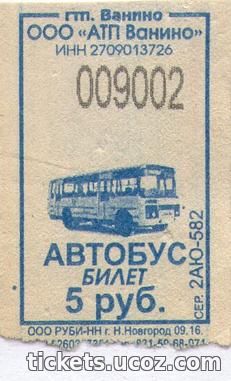 гтп. Ванино
ООО «АТП Ванино»
ИНН 2709013726
009002
АВТОБУС
БИЛЕТ
5 руб.
СЕР. 2АЮ-582
ООО РУБИ-НН г. Н.Новгород 09.16.
tickets.ucoz.com